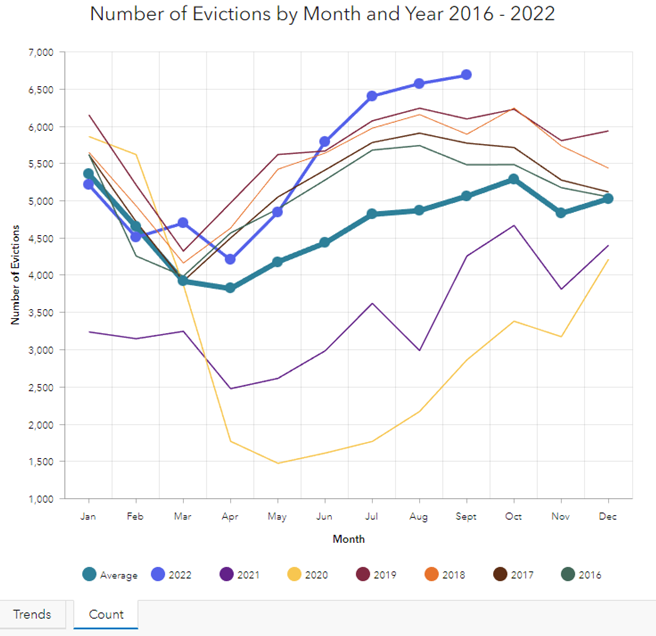 Number of Evictions by Month and Year 2016 - 2022
7,000
6,500
6,000
5,500
5,000
4,500
4,000
3,500
3,000
2,500
2,000
1,500
1,000
Number of Evictions
Jan Feb Mar Apr May Jun Jul Aug Sept Oct Nov Dec
Month
Average 2022 2021 2020 2019 2018 2017 2016
Trends Count